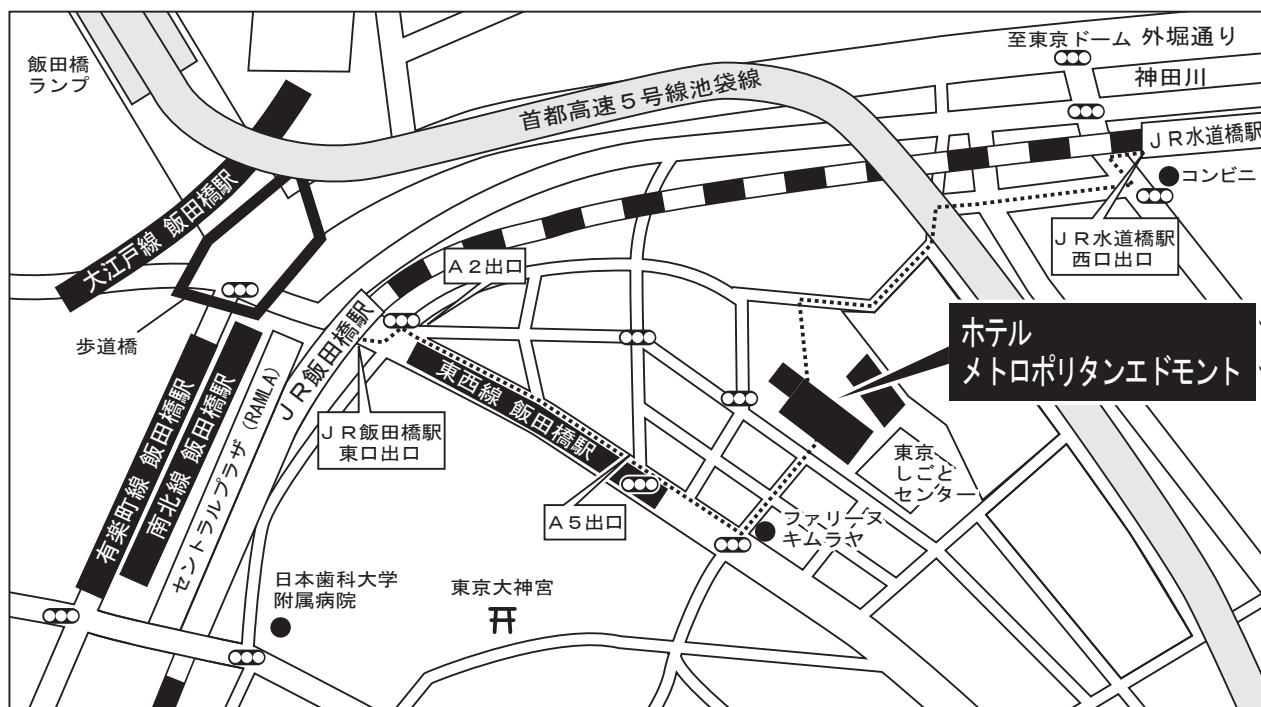 飯田橋
ランプ
首都高速5号線池袋線
至東京ドーム 外堀通り
神田川
JR水道橋駅
コンビニ
JR水道橋駅
西口出口
大江戸線 飯田橋駅
A2出口
歩道橋
JR飯田橋駅
ホテル
メトロポリタンエドモント
東西線 飯田橋駅
JR飯田橋駅
東口出口
有楽町線 飯田橋駅
南北線 飯田橋駅
セントラルプラザ (RAMLA)
東京
しごと
センター
A5出口
ファリーヌ
キムラヤ
日本歯科大学
附属病院
東京大神宮